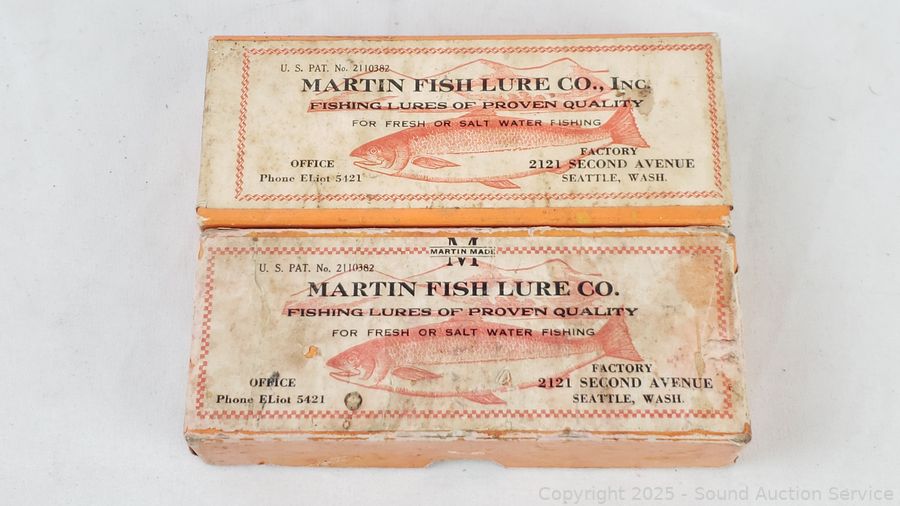 U. S. PAT. No. 2110382
MARTIN FISH LURE CO., INC.
FISHING LURES OF PROVEN QUALITY
FOR FRESH OR SALT WATER FISHING
OFFICE
Phone ELiot 5421
FACTORY
2121 SECOND AVENUE
SEATTLE, WASH.
M
MARTIN MADE
U. S. PAT. No. 2110382
MARTIN FISH LURE CO.
FISHING LURES OF PROVEN QUALITY
FOR FRESH OR SALT WATER FISHING
OFFICE
Phone ELiot 5421
FACTORY
2121 SECOND AVENUE
SEATTLE, WASH.
Copyright 2025 - Sound Auction Service